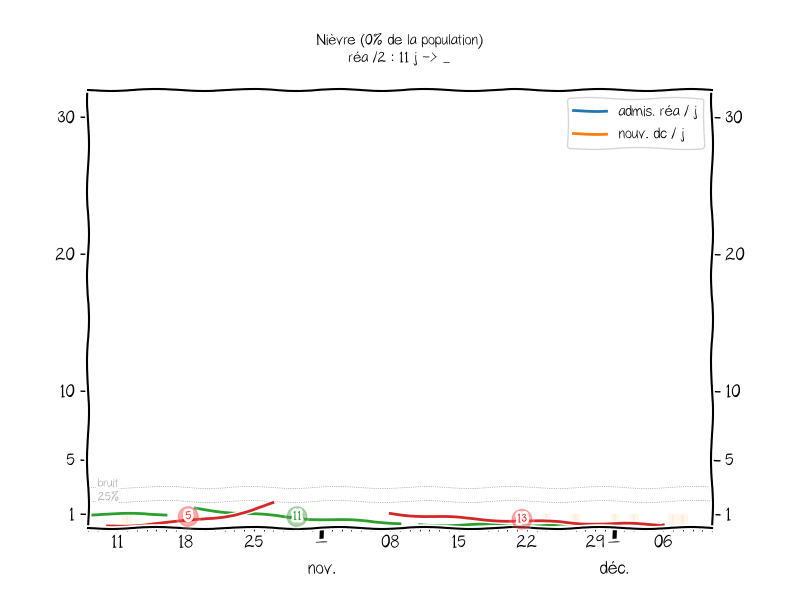 Nièvre (0% de la population)
réa /2 : 11 j -> _
admis. réa / j
nouv. dc / j
30 30
20 20
10 10
5 5
bruit
25%
1 1
5 11 13
11 18 25 _ 08 15 22 29 _ 06
nov. déc.